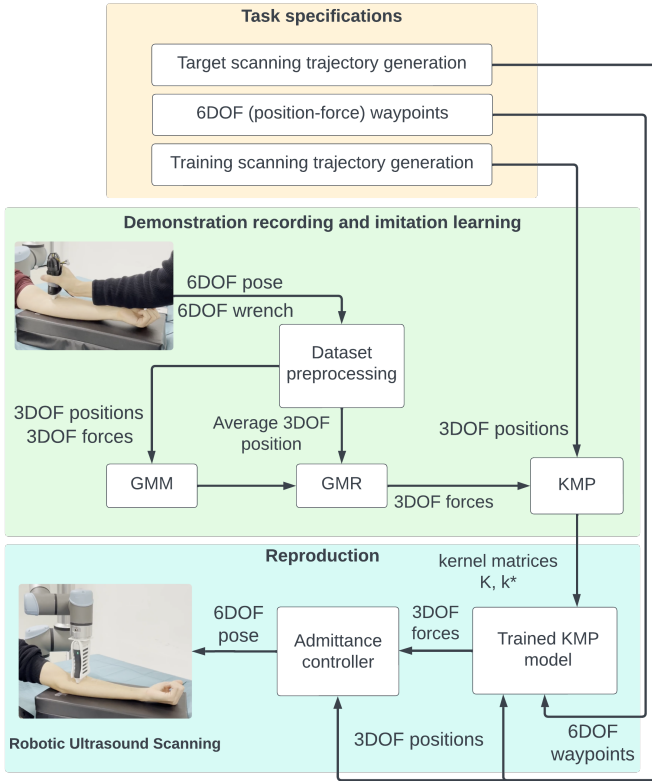 Task specifications
Target scanning trajectory generation
6DOF (position-force) waypoints
Training scanning trajectory generation
Demonstration recording and imitation learning
6DOF pose
6DOF wrench
Dataset
preprocessing
3DOF positions
3DOF forces
Average 3DOF
position
3DOF positions
GMM
GMR
3DOF forces
KMP
Reproduction
kernel matrices
K, k*
6DOF
pose
Admittance
controller
3DOF
forces
Trained KMP
model
Robotic Ultrasound Scanning
3DOF positions
6DOF
waypoints